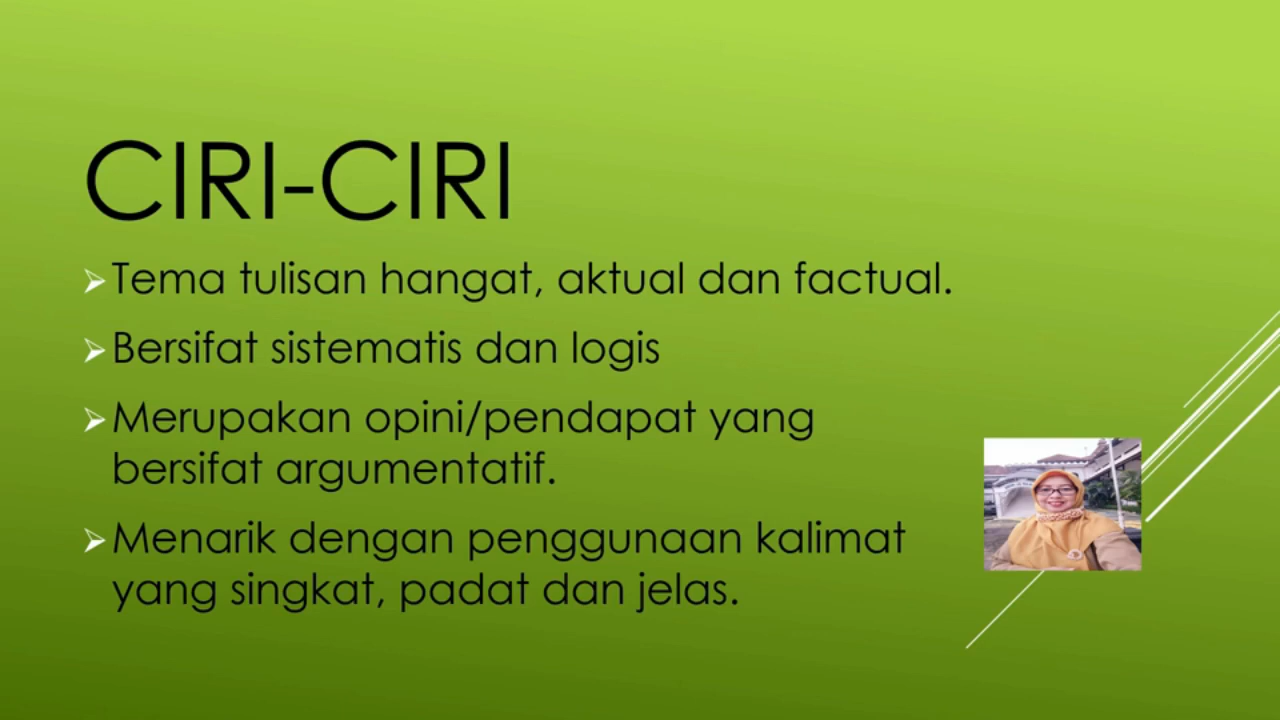 CIRI-CIRI
Tema tulisan hangat, aktual dan factual.
Bersifat sistematis dan logis
Merupakan opini/pendapat yang
bersifat argumentatif.
Menarik dengan penggunaan kalimat
yang singkat, padat dan jelas.